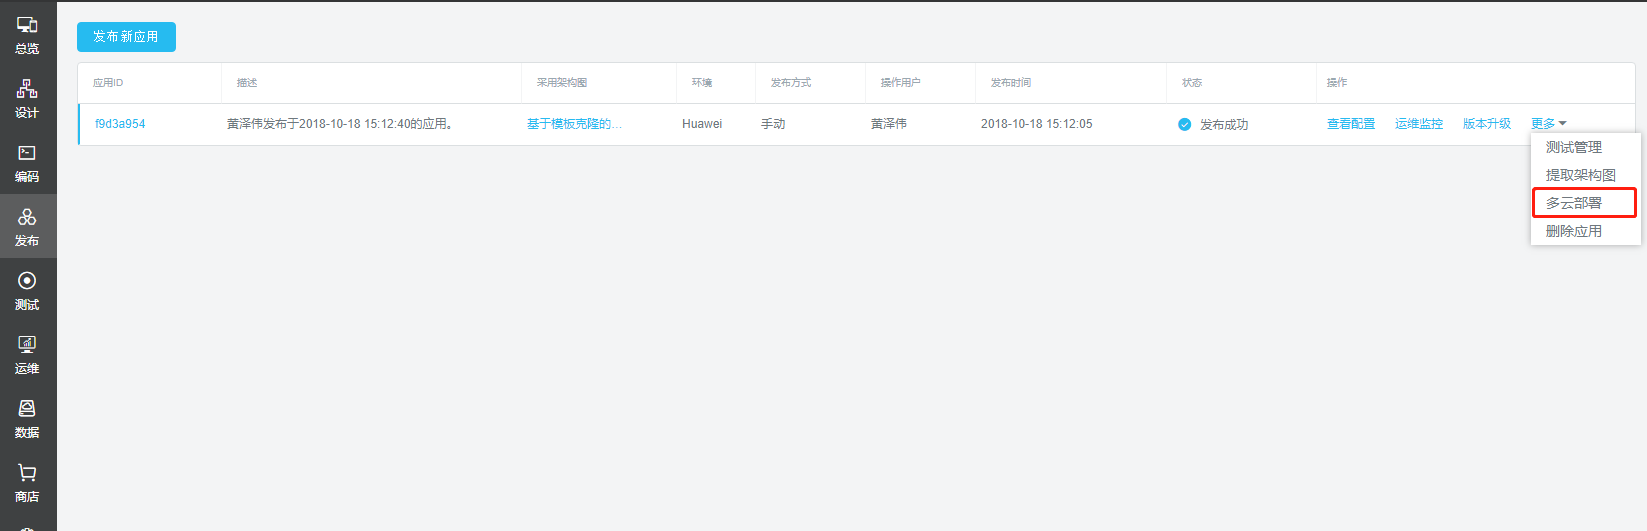 总览
设计
编码
发布
测试
运维
数据
商店
发布新应用
应用ID 描述 采用架构图 环境 发布方式 操作用户 发布时间 状态 操作
f9d3a954 黄泽伟发布于2018-10-18 15:12:40的应用。 基于模板克隆的... Huawei 手动 黄泽伟 2018-10-18 15:12:05 发布成功 查看配置 运维监控 版本升级 更多
测试管理
提取架构图
多云部署
删除应用